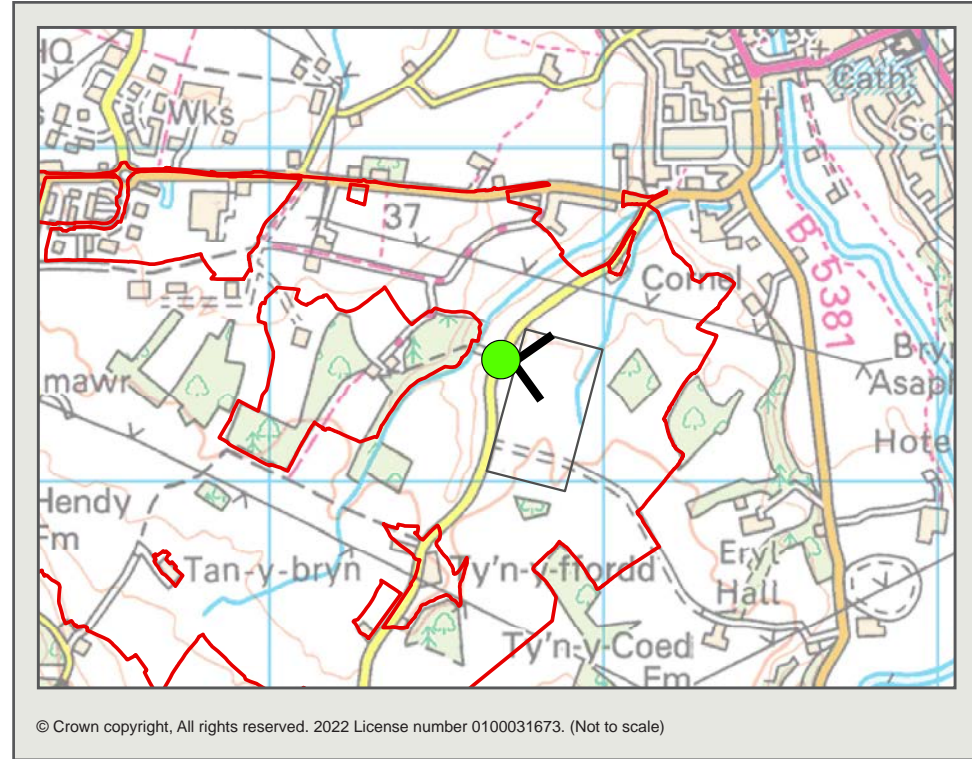 HQ
Wks
Cath
Sch
37
Cornel
B 5381
Bry
mawr
Asap
Hote
Hendy
Fm
Tan-y-bryn
Ty'n-y-ffordd
Eryl
Hall
Ty'n-y-Coed
Fm
© Crown copyright, All rights reserved. 2022 License number 0100031673. (Not to scale)